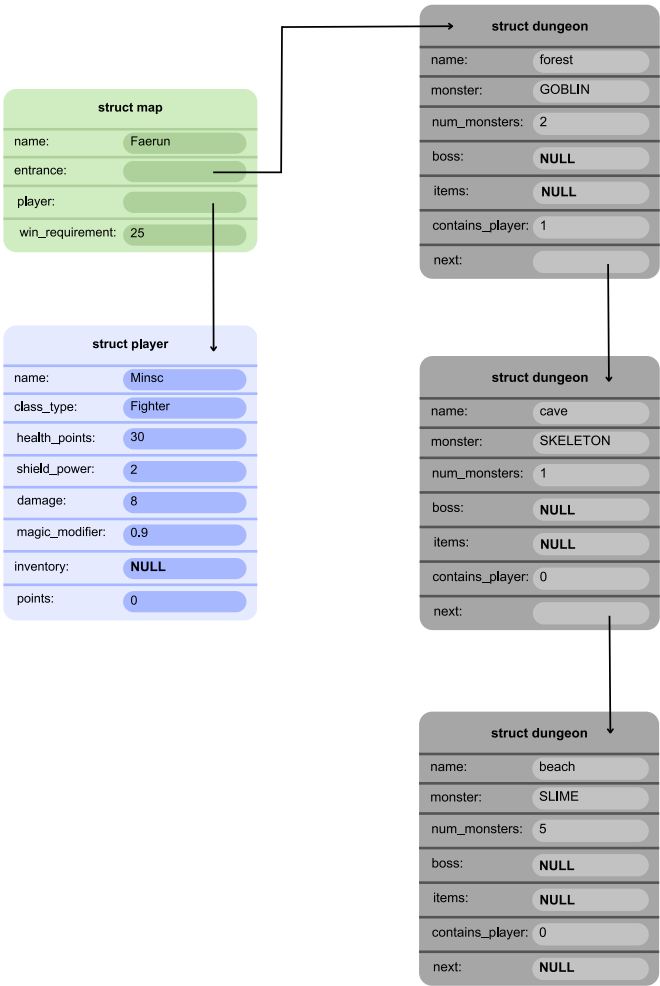 struct map
name: Faerun
entrance:
player:
win_requirement: 25
struct player
name: Minsc
class_type: Fighter
health_points: 30
shield_power: 2
damage: 8
magic_modifier: 0.9
inventory: NULL
points: 0
struct dungeon
name: forest
monster: GOBLIN
num_monsters: 2
boss: NULL
items: NULL
contains_player: 1
next:
struct dungeon
name: cave
monster: SKELETON
num_monsters: 1
boss: NULL
items: NULL
contains_player: 0
next:
struct dungeon
name: beach
monster: SLIME
num_monsters: 5
boss: NULL
items: NULL
contains_player: 0
next: NULL